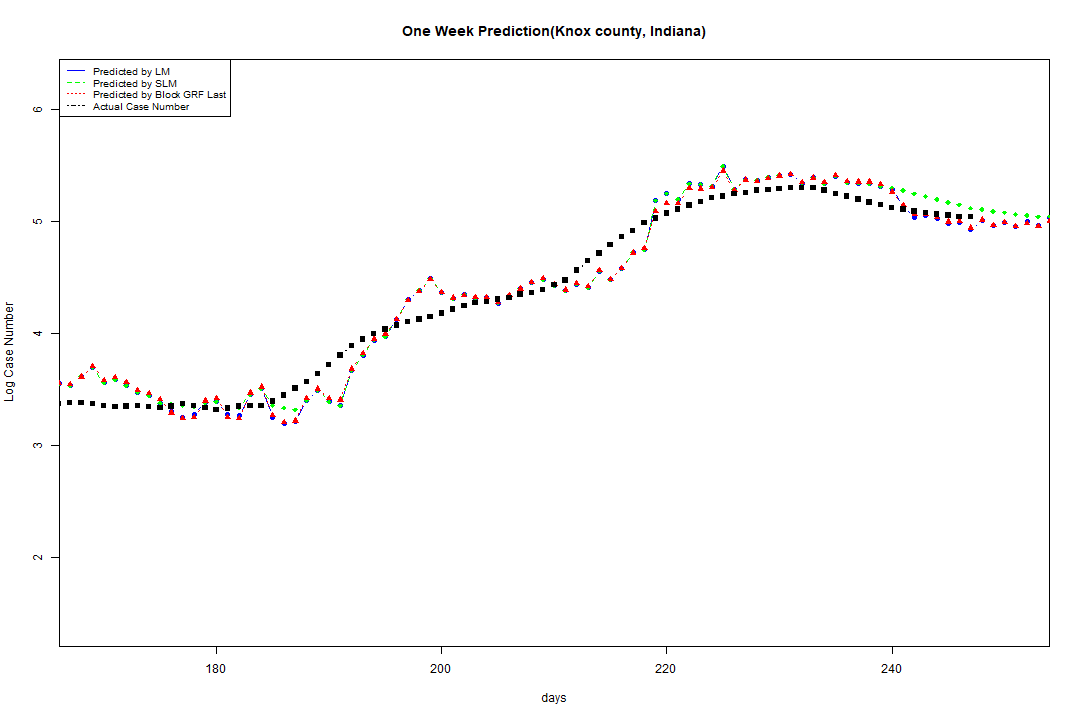 One Week Prediction(Knox county, Indiana)
Predicted by LM
Predicted by SLM
Predicted by Block GRF Last
Actual Case Number
6
5
4
3
2
Log Case Number
180 200 220 240
days